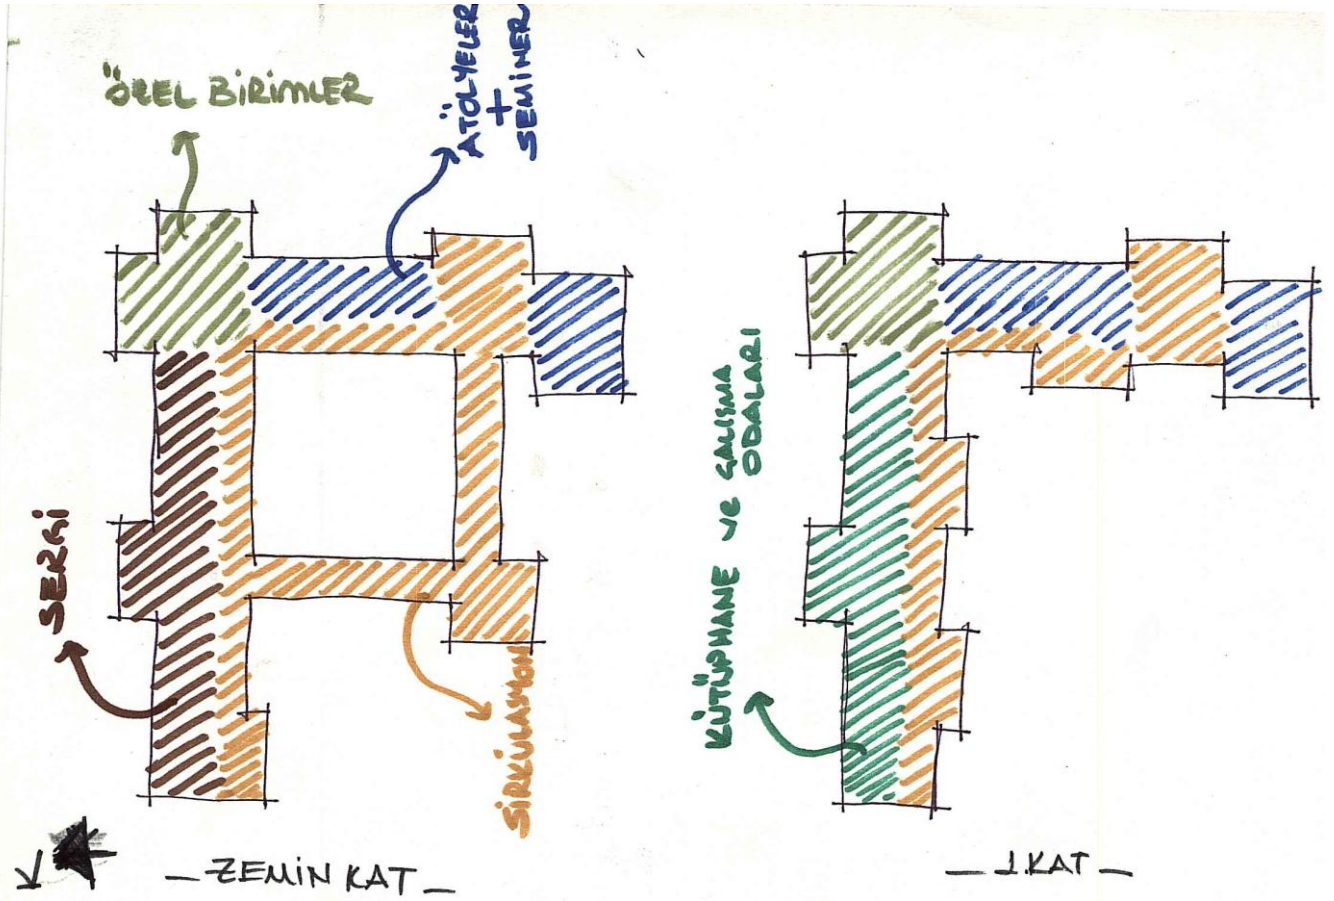 ÖZEL BİRİMLER
ATÖLYELER
+
SEMİNER
SERGİ
SİRKÜLASYON
KÜTÜPHANE ve ÇALIŞMA
ODALARI
_ ZEMİN KAT _
_ 1.KAT _